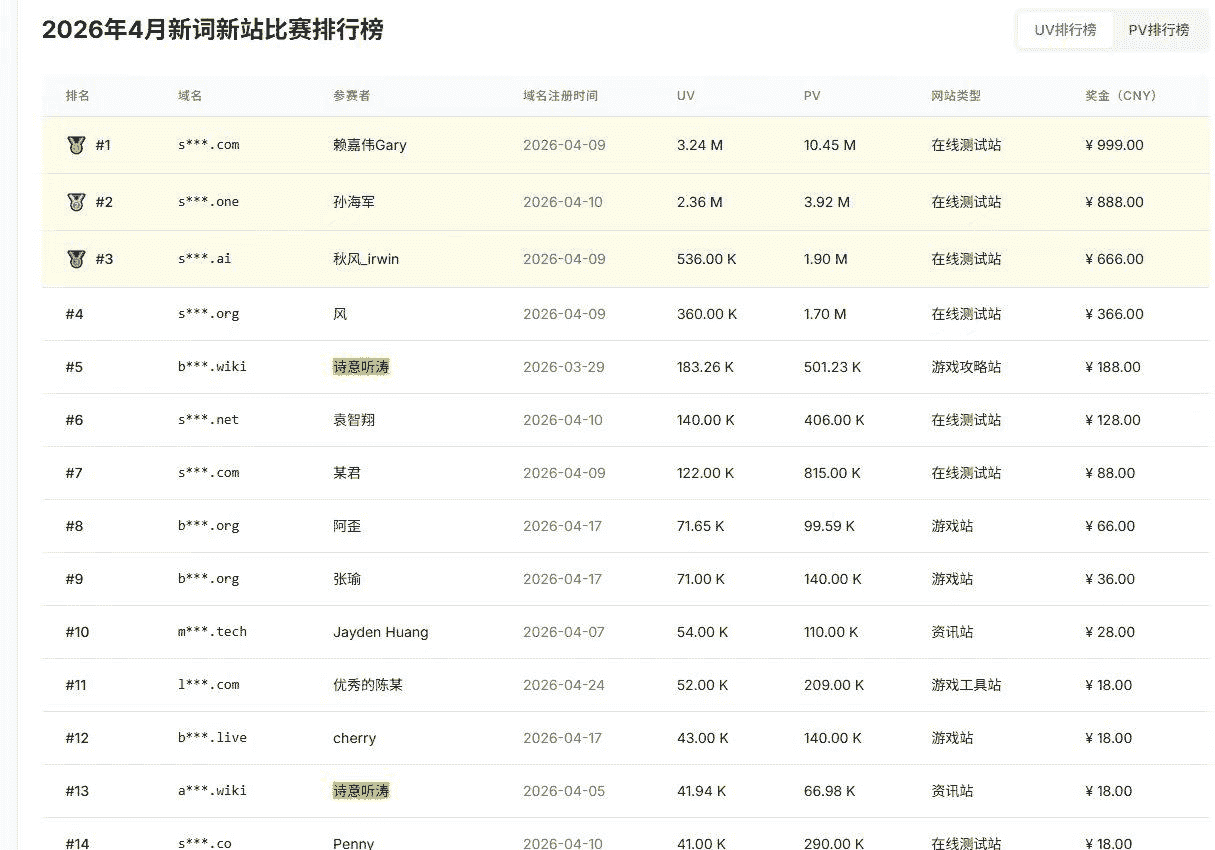 2026年4月新词新站比赛排行榜
UV排行榜 PV排行榜
排名 域名 参赛者 域名注册时间 UV PV 网站类型 奖金（CNY）
#1 s***.com 赖嘉伟Gary 2026-04-09 3.24 M 10.45 M 在线测试站 ¥ 999.00
#2 s***.one 孙海军 2026-04-10 2.36 M 3.92 M 在线测试站 ¥ 888.00
#3 s***.ai 秋风_irwin 2026-04-09 536.00 K 1.90 M 在线测试站 ¥ 666.00
#4 s***.org 风 2026-04-09 360.00 K 1.70 M 在线测试站 ¥ 366.00
#5 b***.wiki 诗意听涛 2026-03-29 183.26 K 501.23 K 游戏攻略站 ¥ 188.00
#6 s***.net 袁智翔 2026-04-10 140.00 K 406.00 K 在线测试站 ¥ 128.00
#7 s***.com 某君 2026-04-09 122.00 K 815.00 K 在线测试站 ¥ 88.00
#8 b***.org 阿歪 2026-04-17 71.65 K 99.59 K 游戏站 ¥ 66.00
#9 b***.org 张瑜 2026-04-17 71.00 K 140.00 K 游戏站 ¥ 36.00
#10 m***.tech Jayden Huang 2026-04-07 54.00 K 110.00 K 资讯站 ¥ 28.00
#11 l***.com 优秀的陈某 2026-04-24 52.00 K 209.00 K 游戏工具站 ¥ 18.00
#12 b***.live cherry 2026-04-17 43.00 K 140.00 K 游戏站 ¥ 18.00
#13 a***.wiki 诗意听涛 2026-04-05 41.94 K 66.98 K 资讯站 ¥ 18.00
#14 s***.co Penny 2026-04-10 41.00 K 290.00 K 在线测试站 ¥ 18.00